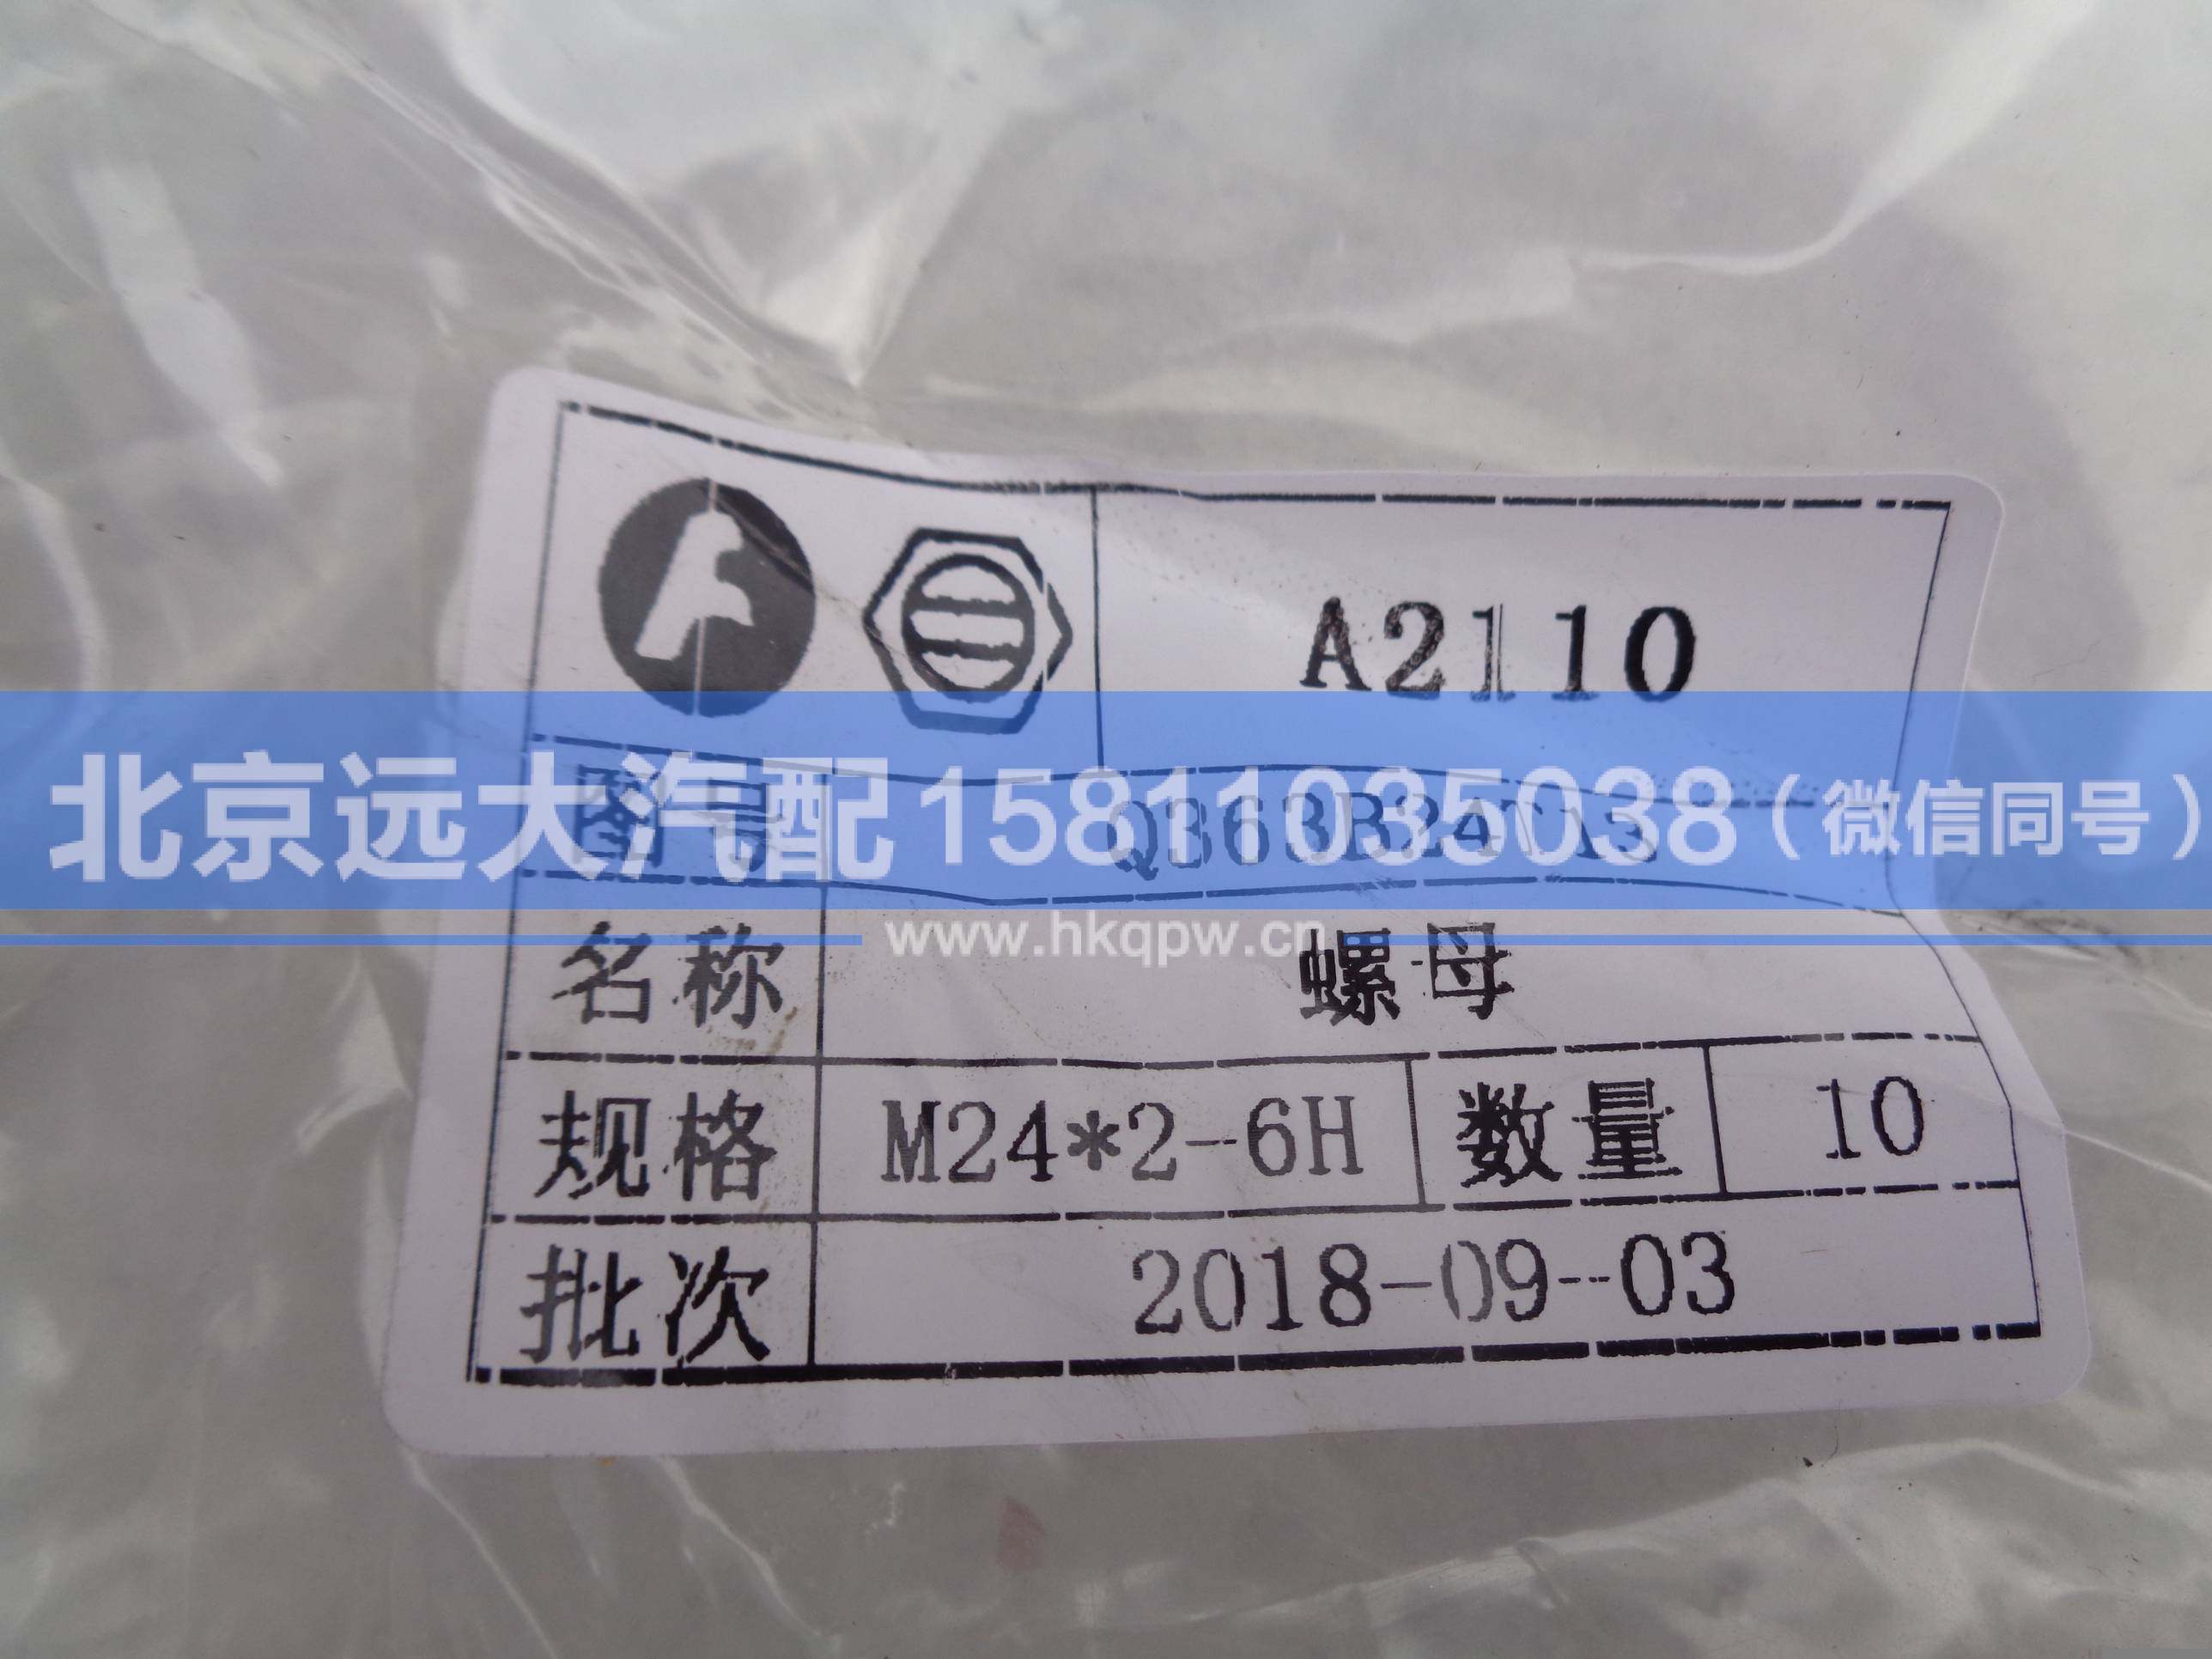 A2110
北京远大汽配 15811035038（微信同号）
图号 Q363B24T13
www.hkqpw.cn
名称 螺母
规格 M24*2-6H 数量 10
批次 2018-09-03